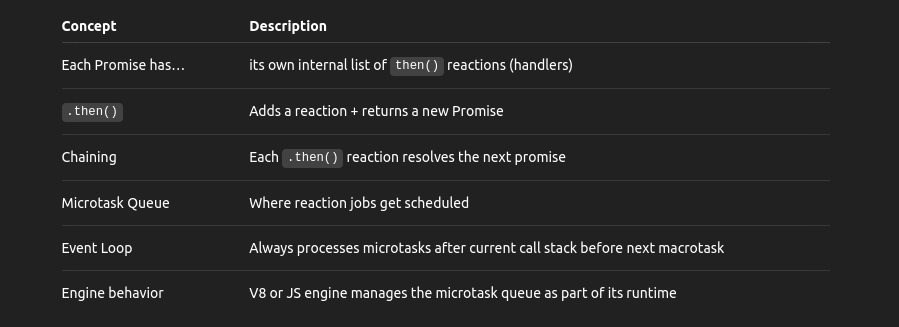 Concept Description
Each Promise has... its own internal list of then() reactions (handlers)
.then() Adds a reaction + returns a new Promise
Chaining Each .then() reaction resolves the next promise
Microtask Queue Where reaction jobs get scheduled
Event Loop Always processes microtasks after current call stack before next macrotask
Engine behavior V8 or JS engine manages the microtask queue as part of its runtime